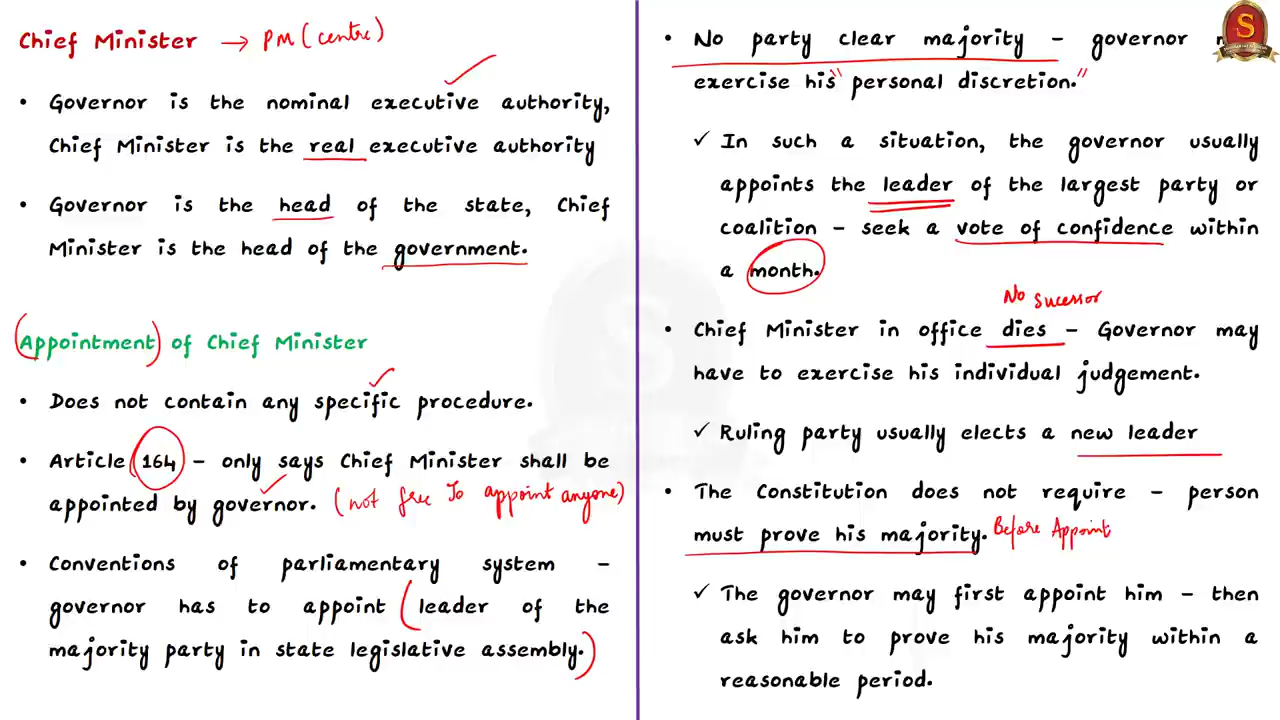 Chief Minister → PM (centre)
• Governor is the nominal executive authority,
Chief Minister is the real executive authority
• Governor is the head of the state, Chief
Minister is the head of the government.
(Appointment) of Chief Minister
• Does not contain any specific procedure.
• Article 164 – only says Chief Minister shall be
appointed by governor. (not free To appoint anyone)
• Conventions of parliamentary system –
governor has to appoint (leader of the
majority party in state legislative assembly.)
• No party clear majority – governor
exercise his "personal discretion."
✓ In such a situation, the governor usually
appoints the leader of the largest party or
coalition – seek a vote of confidence within
a month.
No sucessor
• Chief Minister in office dies – Governor may
have to exercise his individual judgement.
✓ Ruling party usually elects a new leader
• The Constitution does not require – person
must prove his majority. Before Appoint
✓ The governor may first appoint him – then
ask him to prove his majority within a
reasonable period.
S